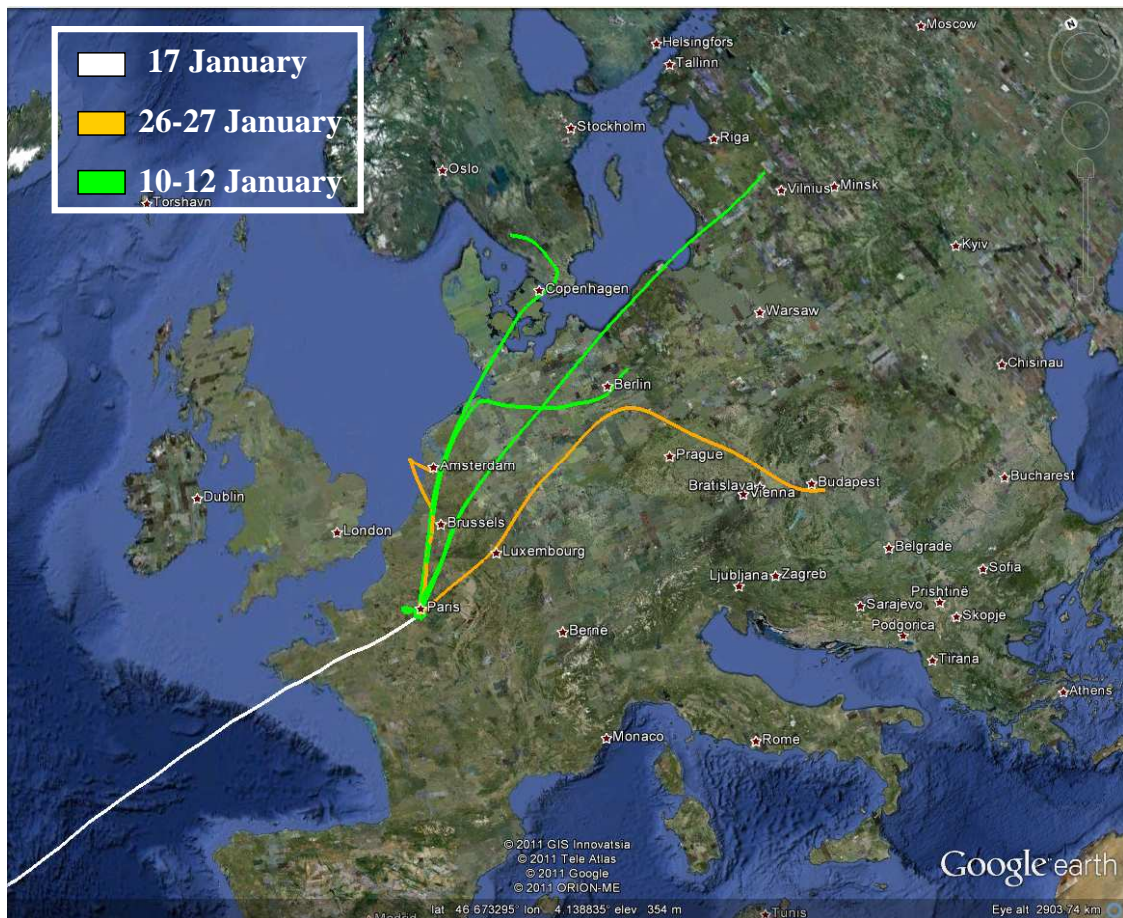 17 January
26-27 January
10-12 January
Moscow
Helsingfors
Tallinn
Stockholm
Riga
Oslo
Vilnius
Minsk
Torshavn
Kyiv
Copenhagen
Warsaw
Chisinau
Berlin
Prague
Amsterdam
Bucharest
Budapest
Bratislava
Vienna
Dublin
Brussels
London
Luxembourg
Belgrade
Sofia
Ljubljana
Zagreb
Prishtinë
Sarajevo
Skopje
Paris
Berne
Podgorica
Tirana
Athens
Monaco
Rome
© 2011 GIS Innovatsia
© 2011 Tele Atlas
© 2011 Google
© 2011 ORION-ME
Google earth
Madrid
Tunis
lat 46.673295° lon 4.138835° elev 354 m
Eye alt 2903.74 km
N